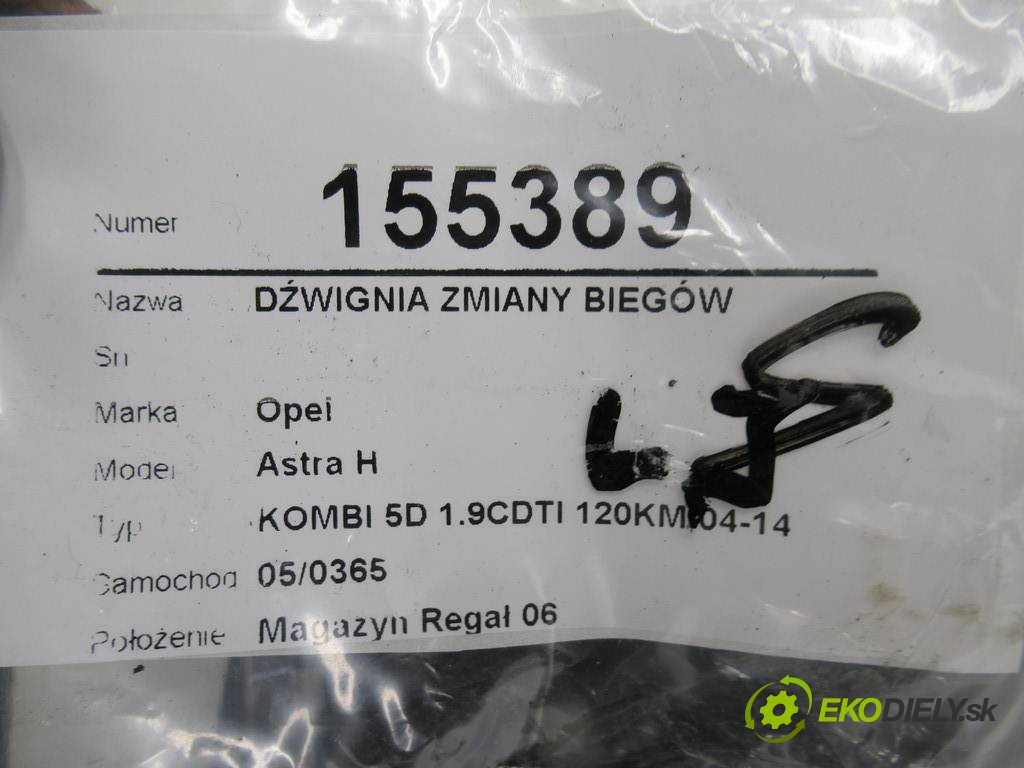 Numer 155389
Nazwa DŹWIGNIA ZMIANY BIEGÓW
Sn
Marka Opel
Model Astra H
Typ KOMBI 5D 1.9CDTI 120KM 04-14
Samochod 05/0365
Położenie Magazyn Regał 06
EKODIELY.sk